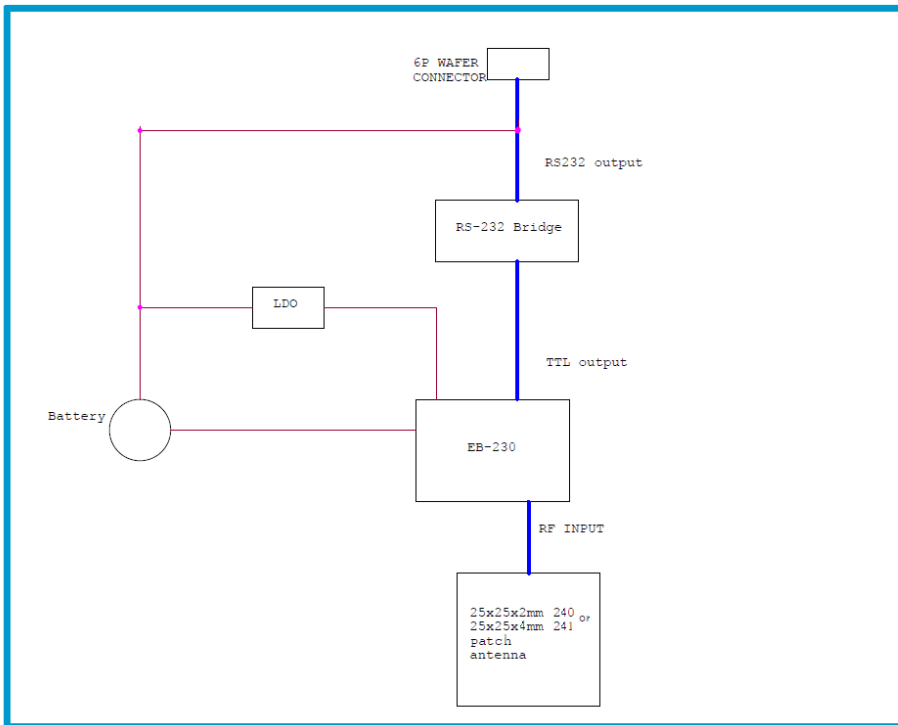 6P WAFER
CONNECTOR
RS232 output
RS-232 Bridge
LDO
TTL output
Battery
EB-230
RF INPUT
25x25x2mm 240 or
25x25x4mm 241
patch
antenna